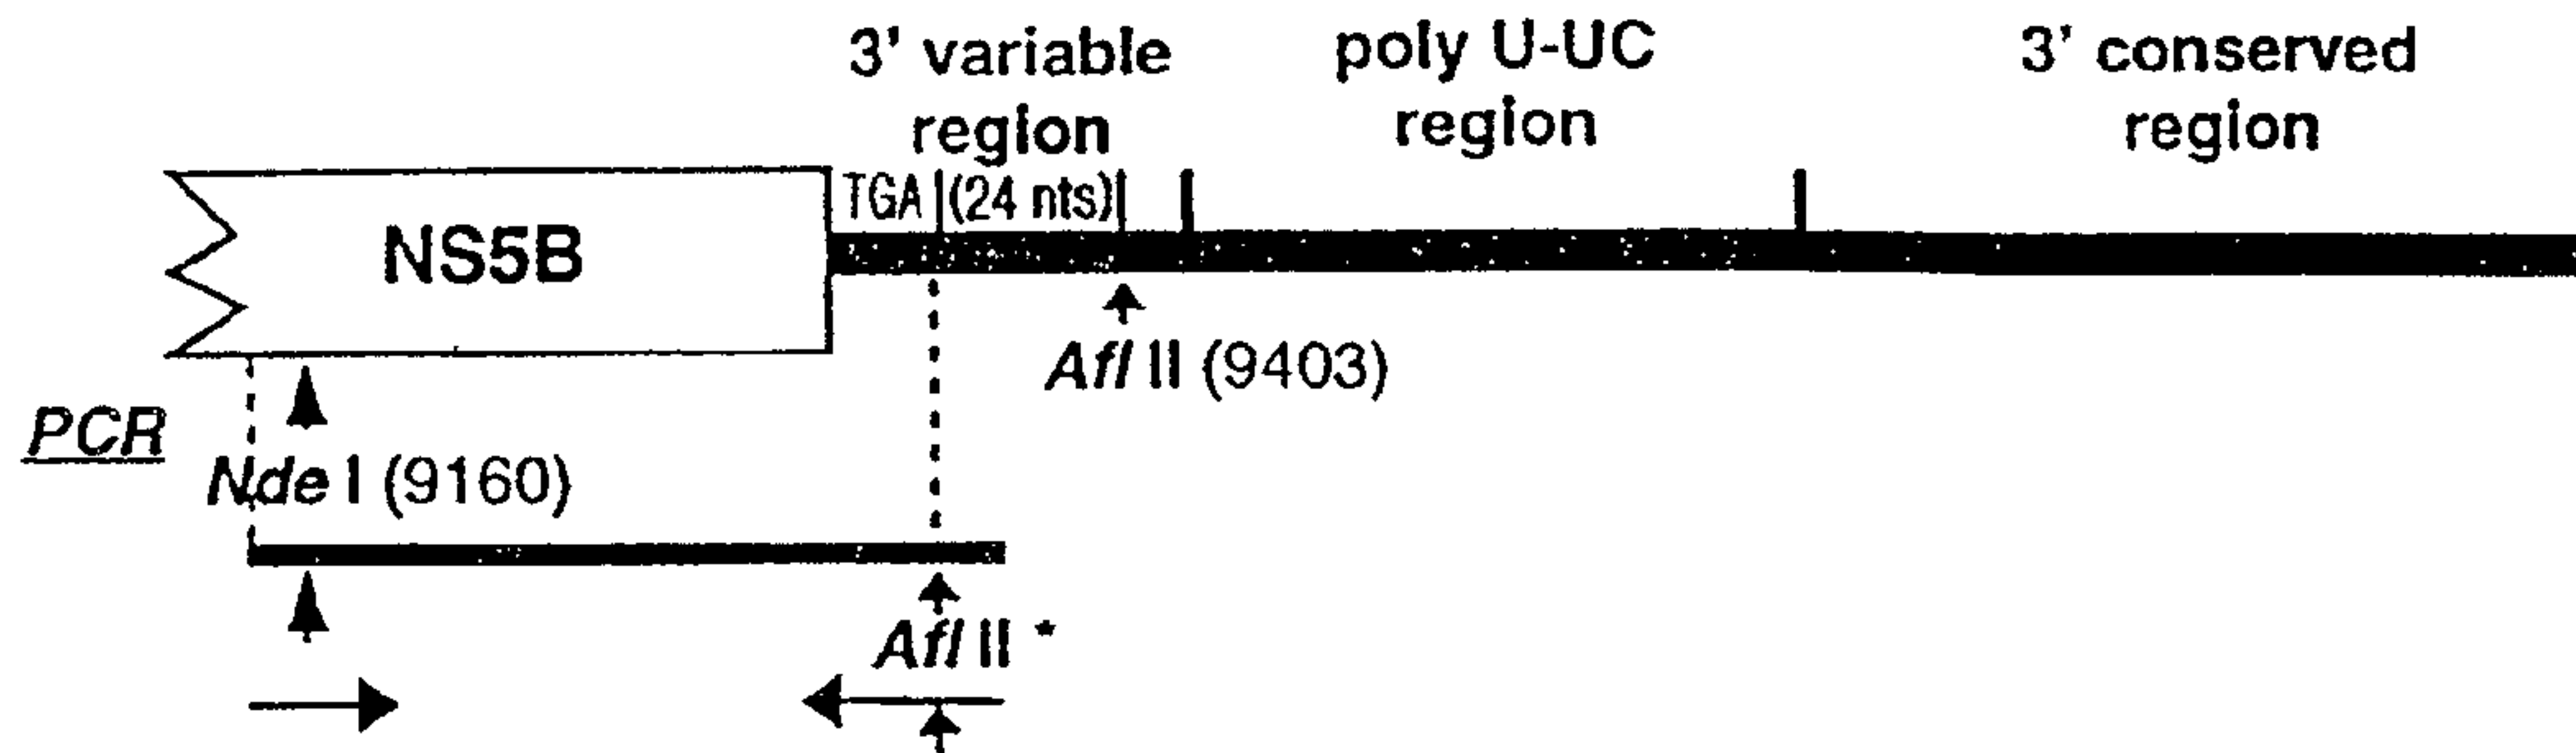 3' variable
region
poly U-UC
region
3' conserved
region
TGA (24 nts)
NS5B
Afl II (9403)
PCR
Nde I (9160)
Afl II *